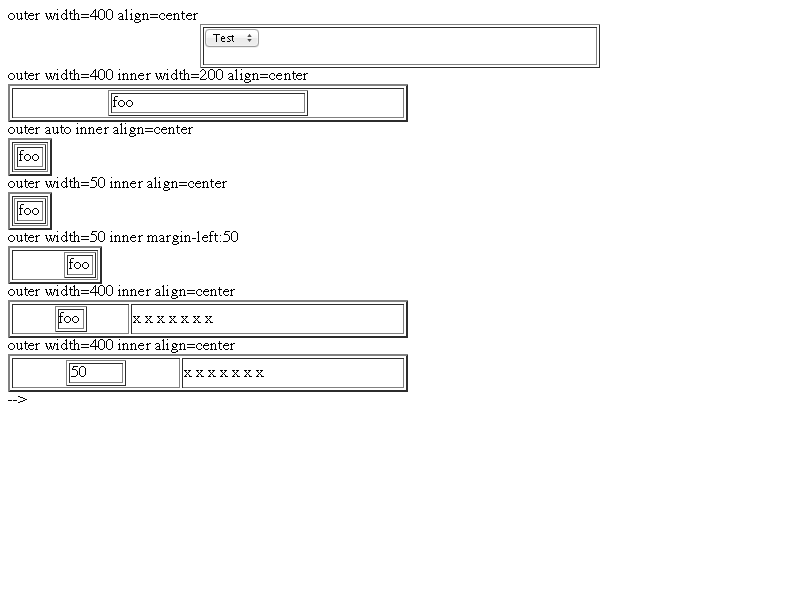 outer width=400 align=center
Test
outer width=400 inner width=200 align=center
foo
outer auto inner align=center
foo
outer width=50 inner align=center
foo
outer width=50 inner margin-left:50
foo
outer width=400 inner align=center
foo x x x x x x x
outer width=400 inner align=center
50 x x x x x x x
-->